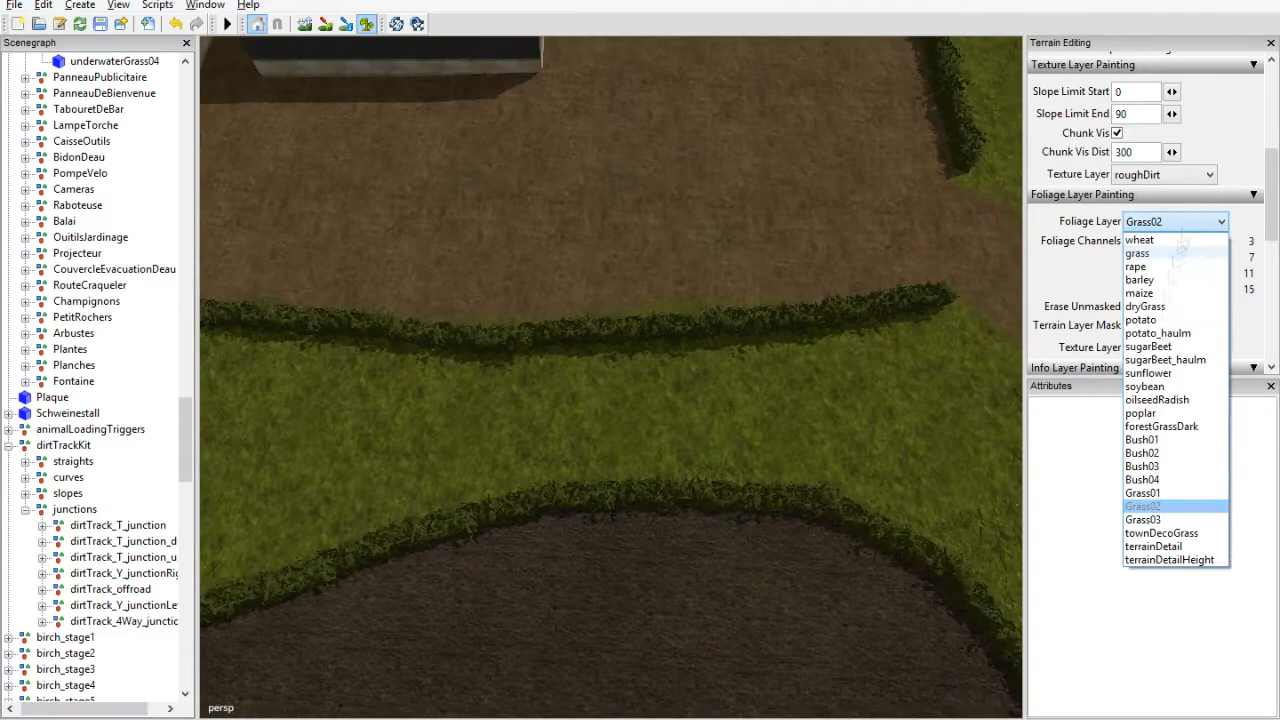 File Edit Create View Scripts Window Help
Scenegraph
underwaterGrass04
PanneauPublicitaire
PanneauDeBienvenue
TabouretDeBar
LampeTorche
CaisseOutils
BidonDeau
PompeVelo
Cameras
Raboteuse
Balai
OuitilsJardinage
Projecteur
CouvercleEvacuationDeau
RouteCraqueler
Champignons
PetitRochers
Arbustes
Plantes
Planches
Fontaine
Plaque
Schweinestall
animalLoadingTriggers
dirtTrackKit
straights
curves
slopes
junctions
dirtTrack_T_junction
dirtTrack_T_junction_d
dirtTrack_T_junction_u
dirtTrack_Y_junctionRi
dirtTrack_offroad
dirtTrack_Y_junctionLe
dirtTrack_4Way_junctio
birch_stage1
birch_stage2
birch_stage3
birch_stage4
persp
Terrain Editing
Texture Layer Painting
Slope Limit Start 0
Slope Limit End 90
Chunk Vis
Chunk Vis Dist 300
Texture Layer roughDirt
Foliage Layer Painting
Foliage Layer Grass02
Foliage Channels 3
7
11
15
Erase Unmasked
Terrain Layer Mask
Texture Layer
Info Layer Painting
Attributes
wheat
grass
rape
barley
maize
dryGrass
potato
potato_haulm
sugarBeet
sugarBeet_haulm
sunflower
soybean
oilseedRadish
poplar
forestGrassDark
Bush01
Bush02
Bush03
Bush04
Grass01
Grass02
Grass03
townDecoGrass
terrainDetail
terrainDetailHeight